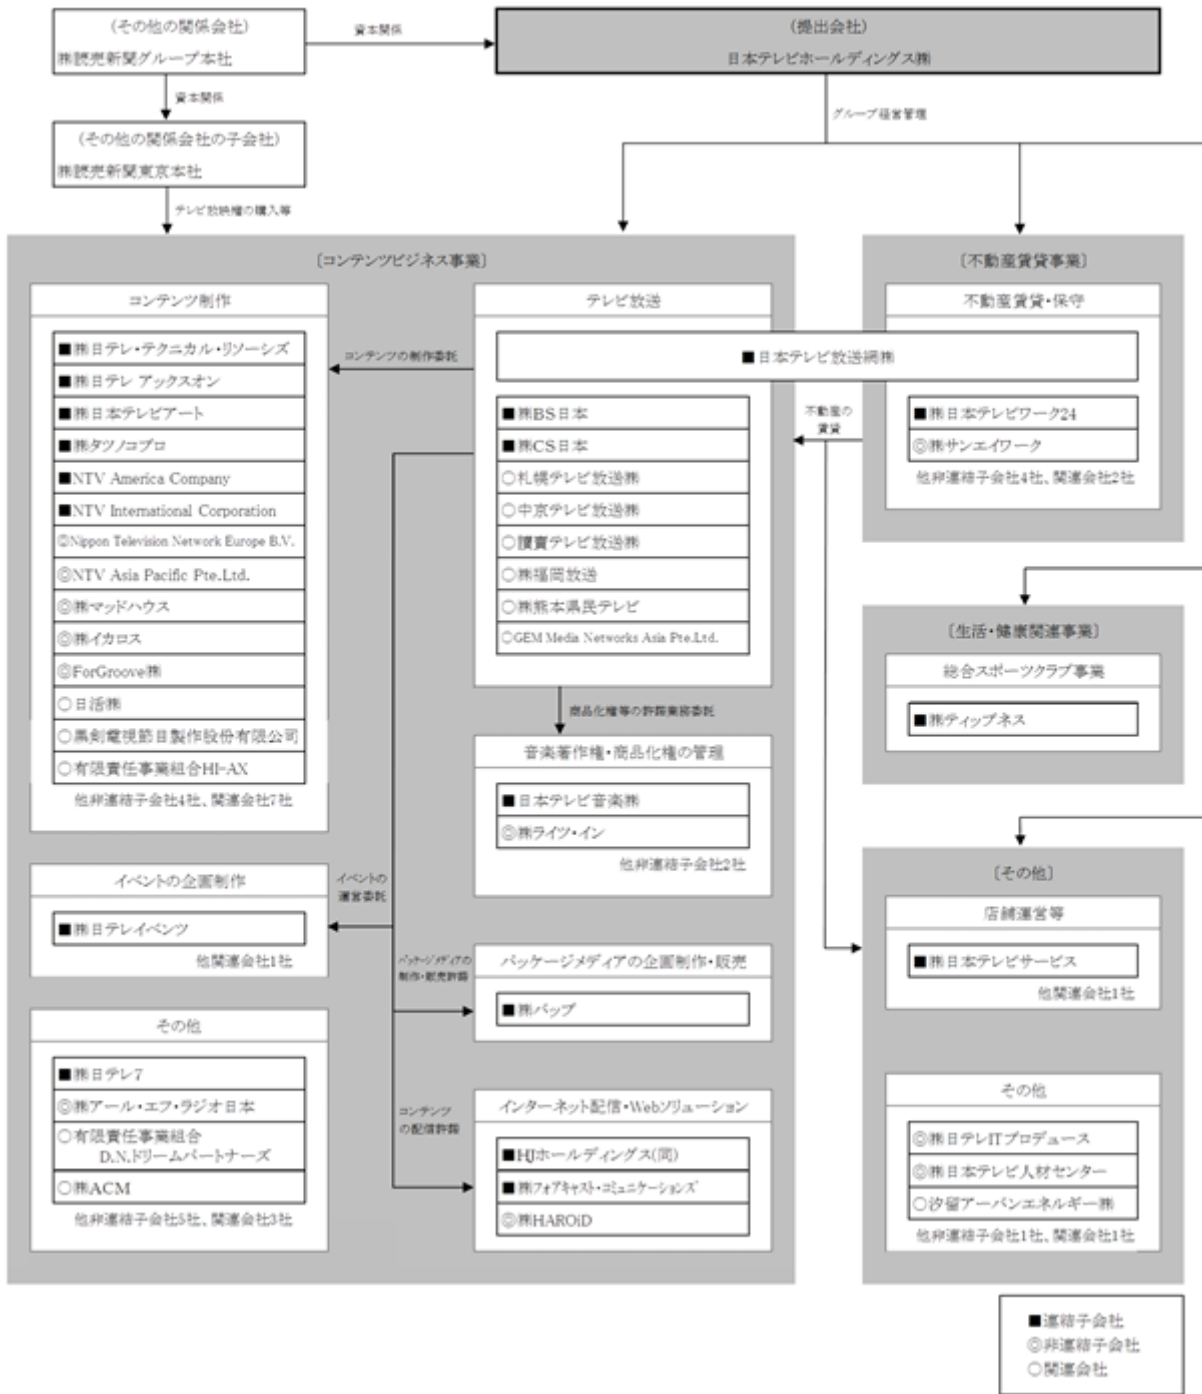 (その他の関係会社)
㈱読売新聞グループ本社
資本関係
(提出会社)
日本テレビホールディングス㈱
資本関係
グループ経営管理
(その他の関係会社の子会社)
㈱読売新聞東京本社
テレビ放映権の購入等
〔コンテンツビジネス事業〕
コンテンツ制作
■㈱日テレ・テクニカル・リソーシズ
■㈱日テレ アックスオン
■㈱日本テレビアート
■㈱タツノコプロ
■NTV America Company
■NTV International Corporation
◎Nippon Television Network Europe B.V.
◎NTV Asia Pacific Pte.Ltd.
◎㈱マッドハウス
◎㈱イカロス
◎ForGroove㈱
○日活㈱
○黒剣電視節目製作股份有限公司
○有限責任事業組合HI-AX
他非連結子会社4社、関連会社7社
コンテンツの制作委託
テレビ放送
■日本テレビ放送網㈱
■㈱BS日本
■㈱CS日本
○札幌テレビ放送㈱
○中京テレビ放送㈱
○讀賣テレビ放送㈱
○㈱福岡放送
○㈱熊本県民テレビ
○GEM Media Networks Asia Pte.Ltd.
商品化権等の許諾業務委託
音楽著作権・商品化権の管理
■日本テレビ音楽㈱
◎㈱ライツ・イン
他非連結子会社2社
イベントの企画制作
■㈱日テレイベンツ
他関連会社1社
イベントの
運営委託
パッケージメディアの
制作・販売許諾
パッケージメディアの企画制作・販売
■㈱バップ
その他
■㈱日テレ7
◎㈱アール・エフ・ラジオ日本
○有限責任事業組合
D.N.ドリームパートナーズ
○㈱ACM
他非連結子会社5社、関連会社3社
コンテンツ
の配信許諾
インターネット配信・Webソリューション
■HJホールディングス(同)
■㈱フォアキャスト・コミュニケーションズ
◎㈱HAROiD
〔不動産賃貸事業〕
不動産賃貸・保守
不動産の
賃貸
■㈱日本テレビワーク24
◎㈱サンエイワーク
他非連結子会社4社、関連会社2社
〔生活・健康関連事業〕
総合スポーツクラブ事業
■㈱ティップネス
〔その他〕
店舗運営等
■㈱日本テレビサービス
他関連会社1社
その他
◎㈱日テレITプロデュース
◎㈱日本テレビ人材センター
○汐留アーバンエネルギー㈱
他非連結子会社1社、関連会社1社
■連結子会社
◎非連結子会社
○関連会社